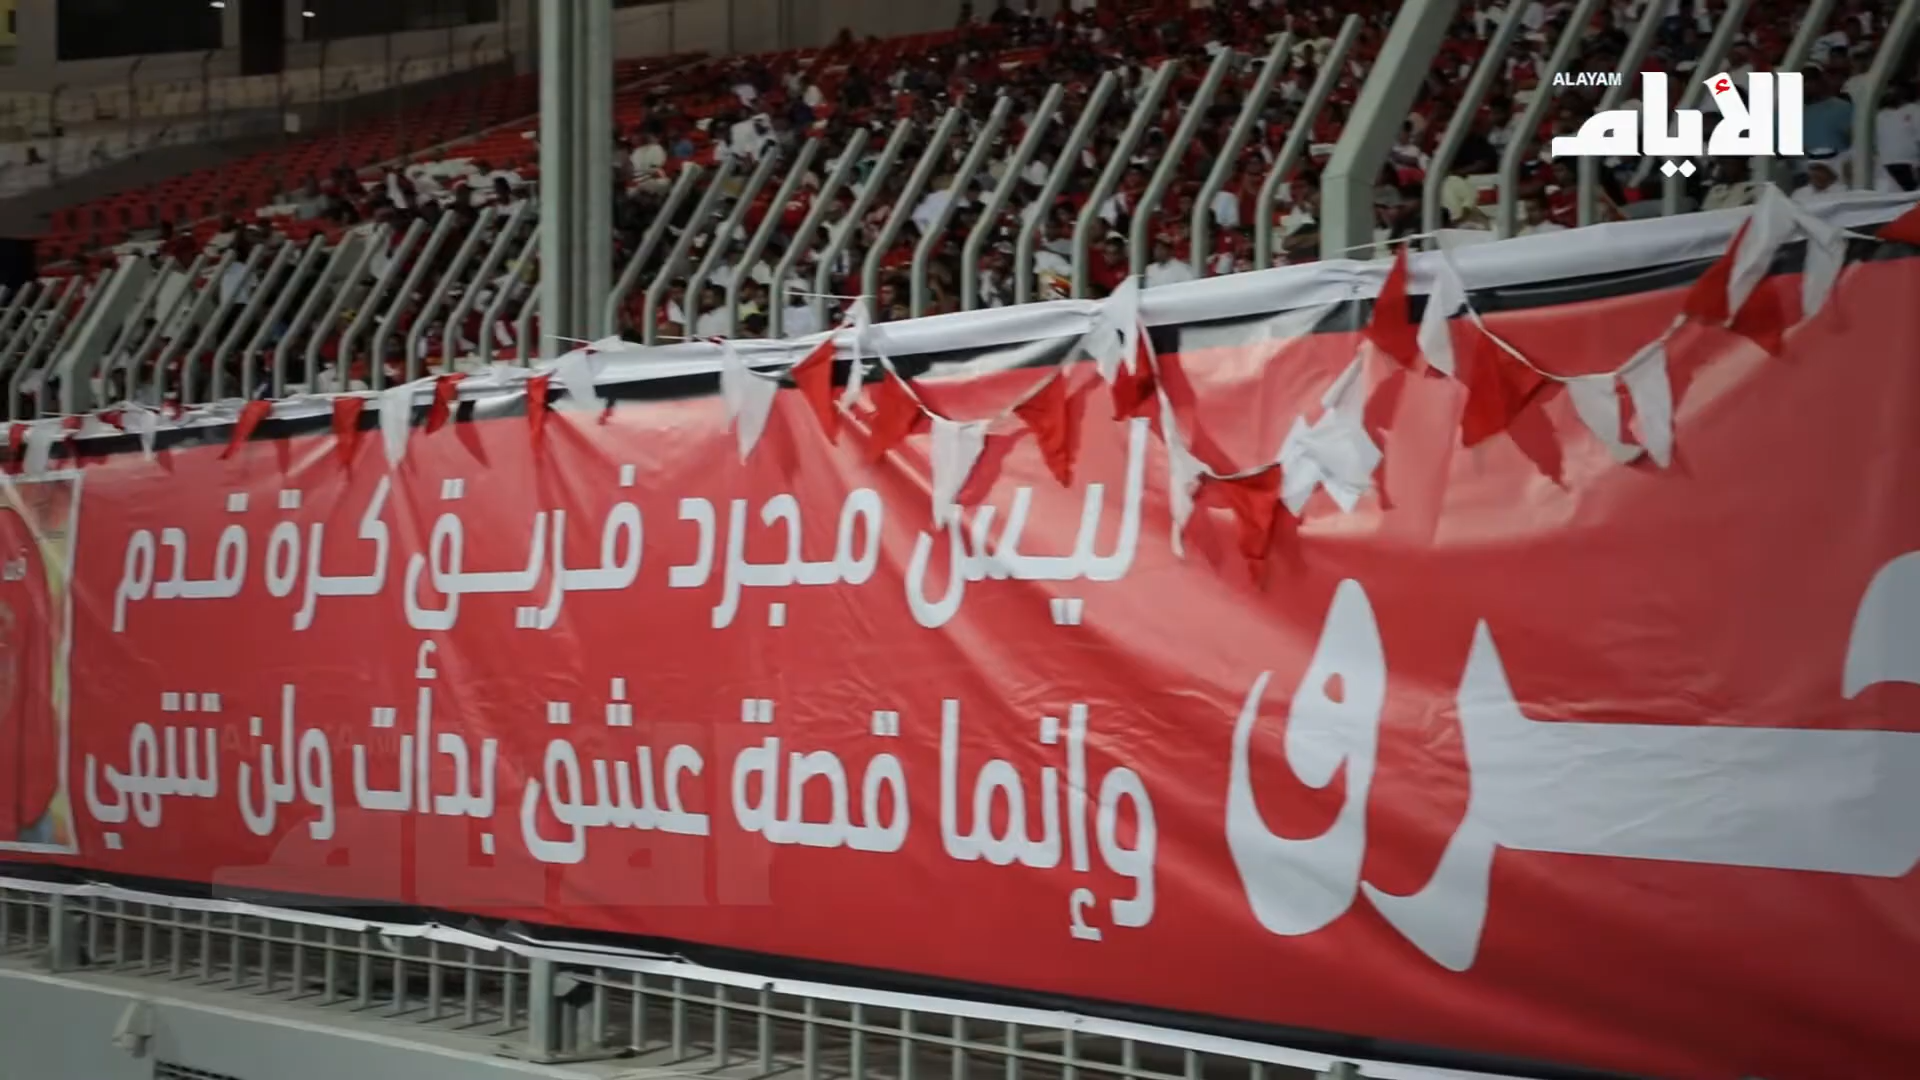 ALAYAM
الأيام
ليس مجرد فريق كرة قدم
وإنما قصة عشق بدأت ولن تنتهي